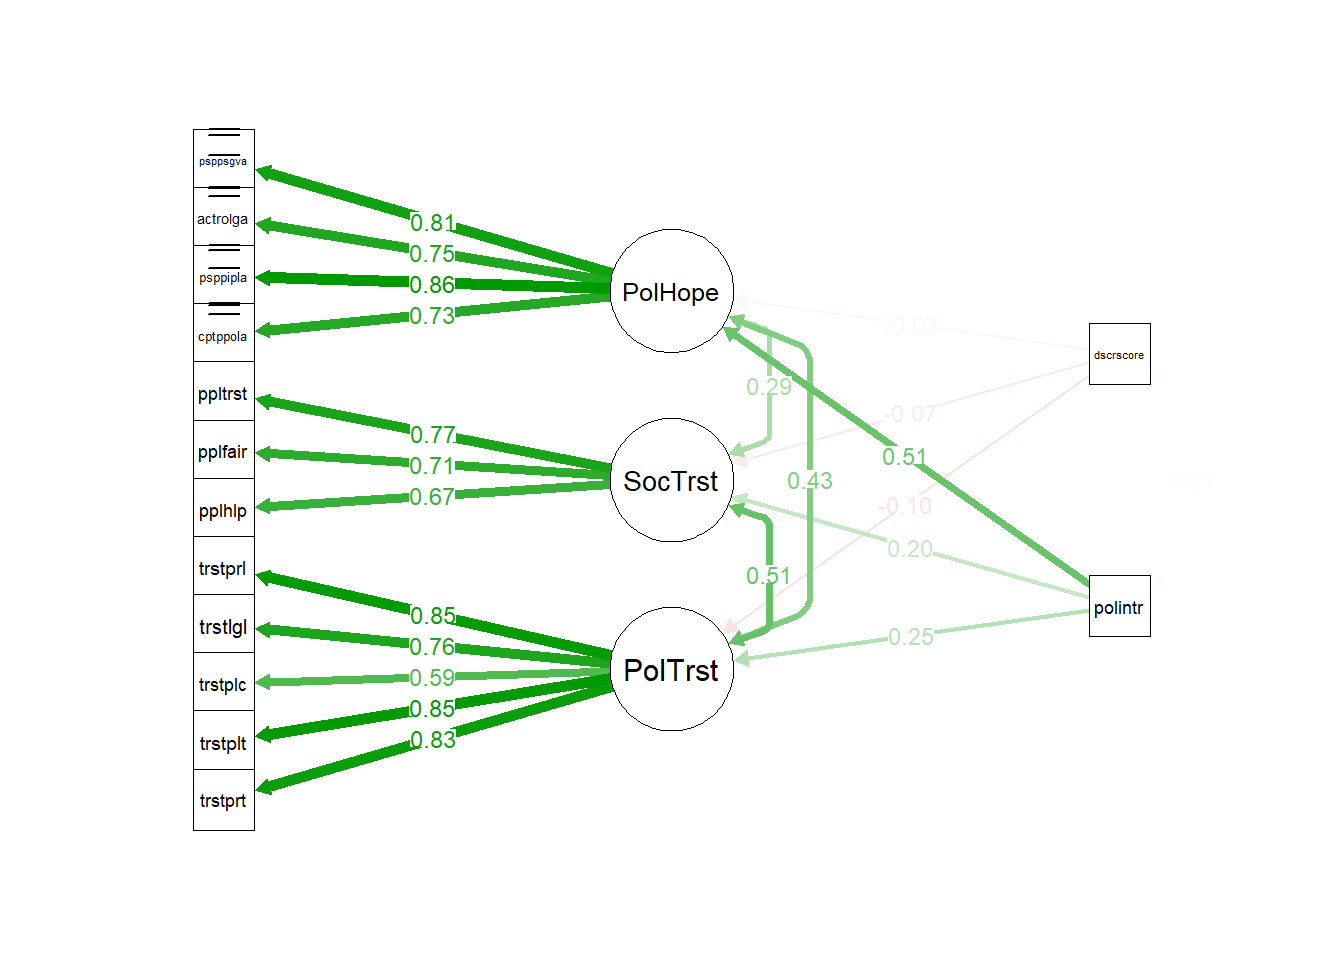 psppsgva
actrolga
psppipla
cptppola
ppltrst
pplfair
pplhlp
trstprl
trstlgl
trstplc
trstplt
trstprt
0.81
0.75
0.86
0.73
0.77
0.71
0.67
0.85
0.76
0.59
0.85
0.83
PolHope
SocTrst
PolTrst
0.29
0.43
0.51
-0.03
-0.07
-0.10
0.51
0.20
0.25
dscrscore
polintr